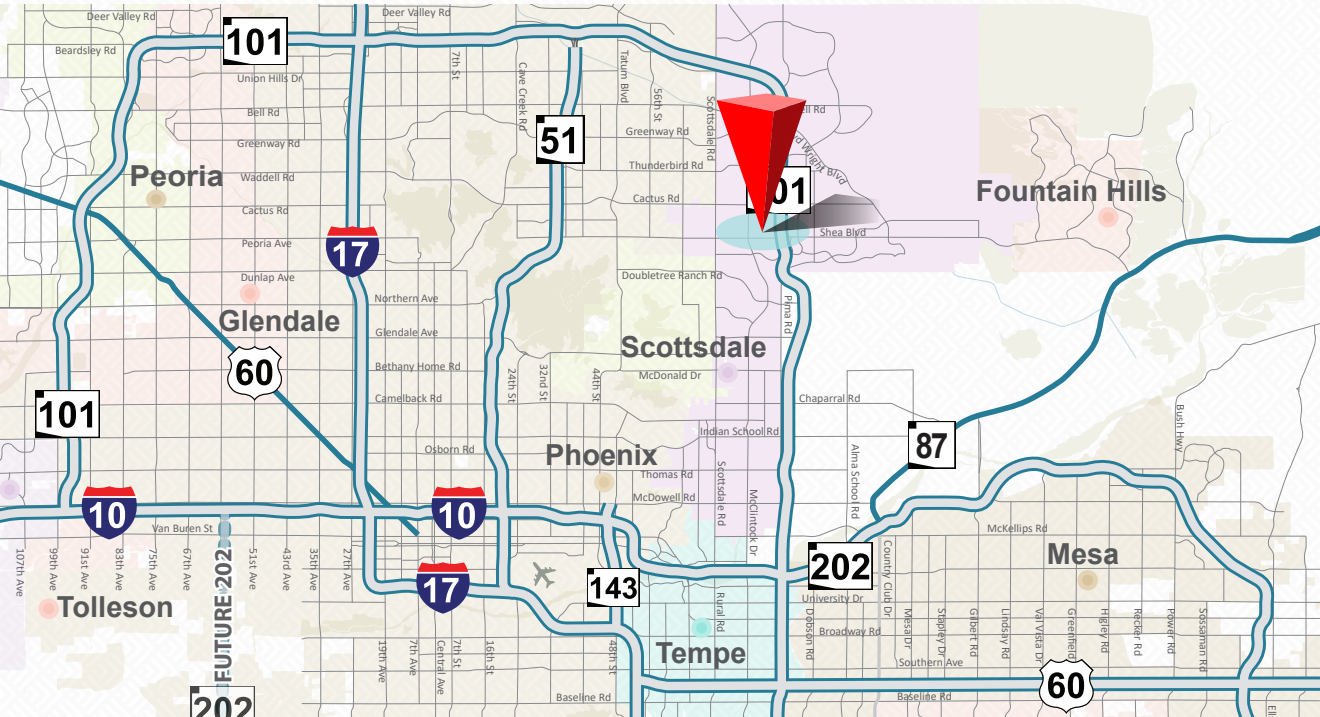 Deer Valley Rd
Deer Valley Rd
Beardsley Rd
101
7th St
Cave Creek Rd
Tatum Blvd
56th St
Scottsdale Rd
Union Hills Dr
Bell Rd
ell Rd
51
Greenway Rd
Greenway Rd
d Wright Blvd
Thunderbird Rd
Peoria
Waddell Rd
Cactus Rd
01
Fountain Hills
Cactus Rd
Shea Blvd
17
Peoria Ave
Dunlap Ave
Doubletree Ranch Rd
Northern Ave
Pima Rd
Glendale
Glendale Ave
Scottsdale
60
Bethany Home Rd
McDonald Dr
24th St
32nd St
44th St
101
Camelback Rd
Chaparral Rd
Bush Hwy
Indian School Rd
87
Osborn Rd
Phoenix
Alma School Rd
Thomas Rd
Scottsdale Rd
McClintock Dr
McDowell Rd
10
10
Van Buren St
McKellips Rd
107th Ave
99th Ave
91st Ave
83th Ave
75th Ave
67th Ave
FUTURE 202
51st Ave
43rd Ave
35th Ave
27th Ave
202
Country Club Dr
Mesa
17
143
Tolleson
University Dr
Rural Rd
Dobson Rd
Broadway Rd
Mesa Dr
Stapley Dr
Gilbert Rd
Lindsay Rd
Val Vista Dr
Greenfield
Higley Rd
Recker Rd
Power Rd
Sossaman Rd
19th Ave
7th Ave
Central Ave
7th St
16th St
48th St
Tempe
Southern Ave
60
Baseline Rd
Baseline Rd
202
Ell